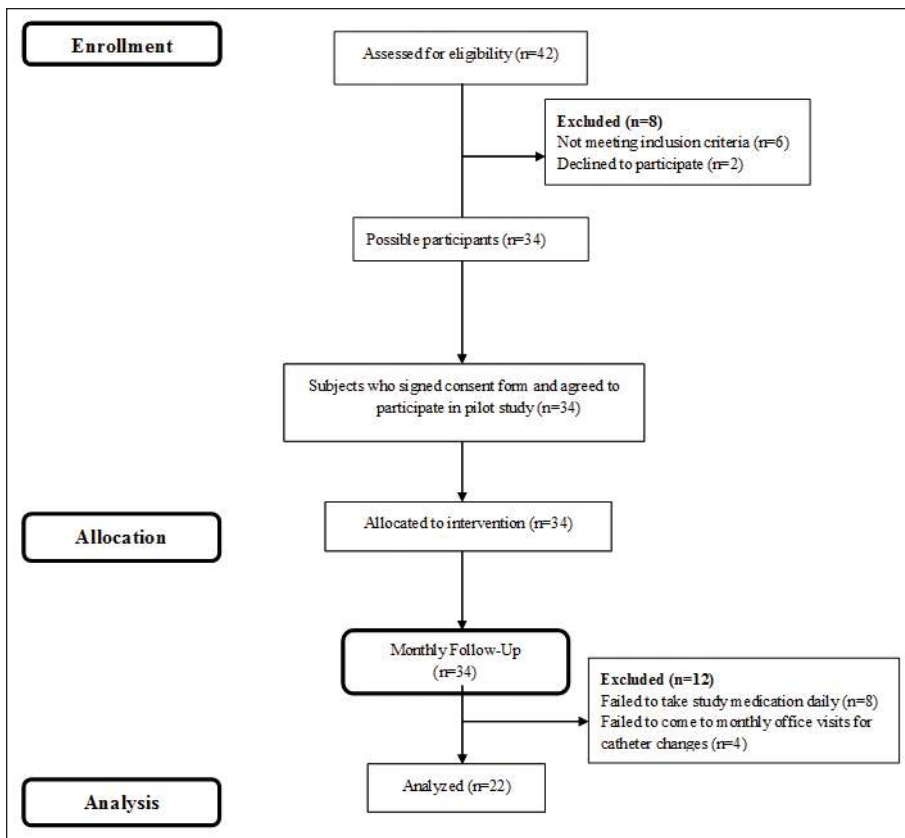 Enrollment
Assessed for eligibility (n=42)
Excluded (n=8)
Not meeting inclusion criteria (n=6)
Declined to participate (n=2)
Possible participants (n=34)
Subjects who signed consent form and agreed to
participate in pilot study (n=34)
Allocation
Allocated to intervention (n=34)
Monthly Follow-Up
(n=34)
Excluded (n=12)
Failed to take study medication daily (n=8)
Failed to come to monthly office visits for
catheter changes (n=4)
Analysis
Analyzed (n=22)